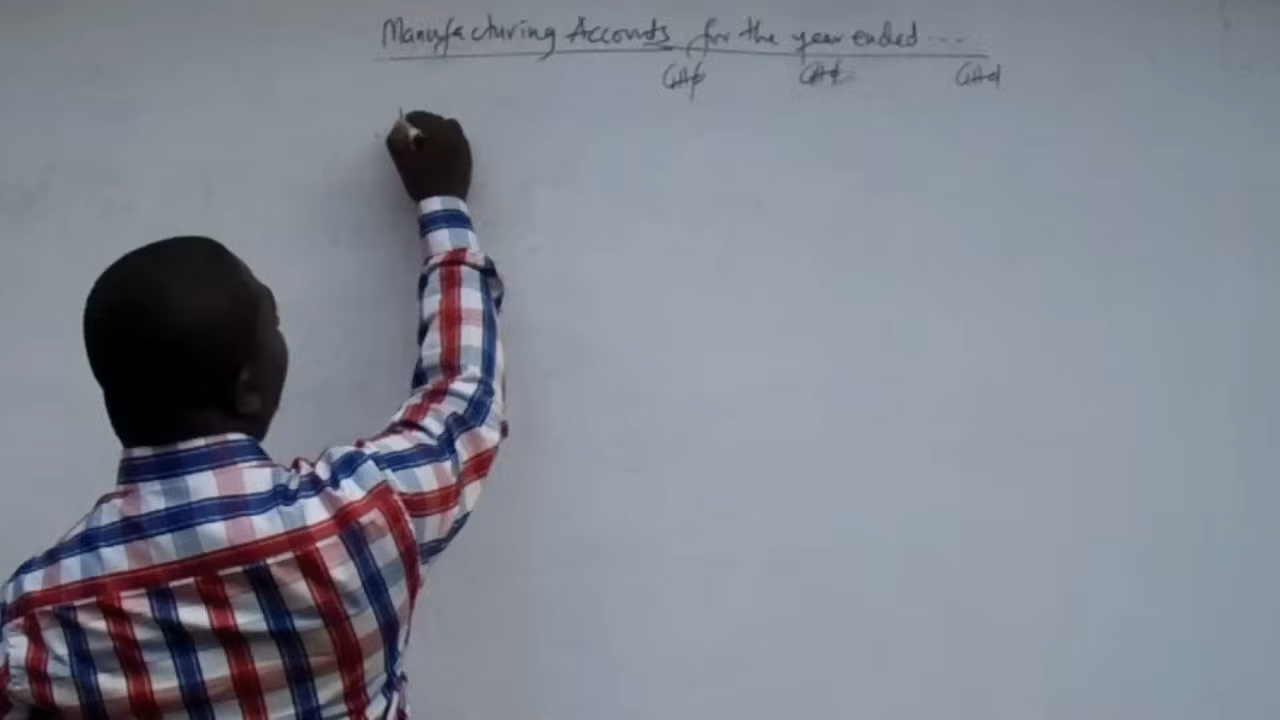 Manufacturing Accounts for the year ended ...
GH¢ GH¢ GH¢